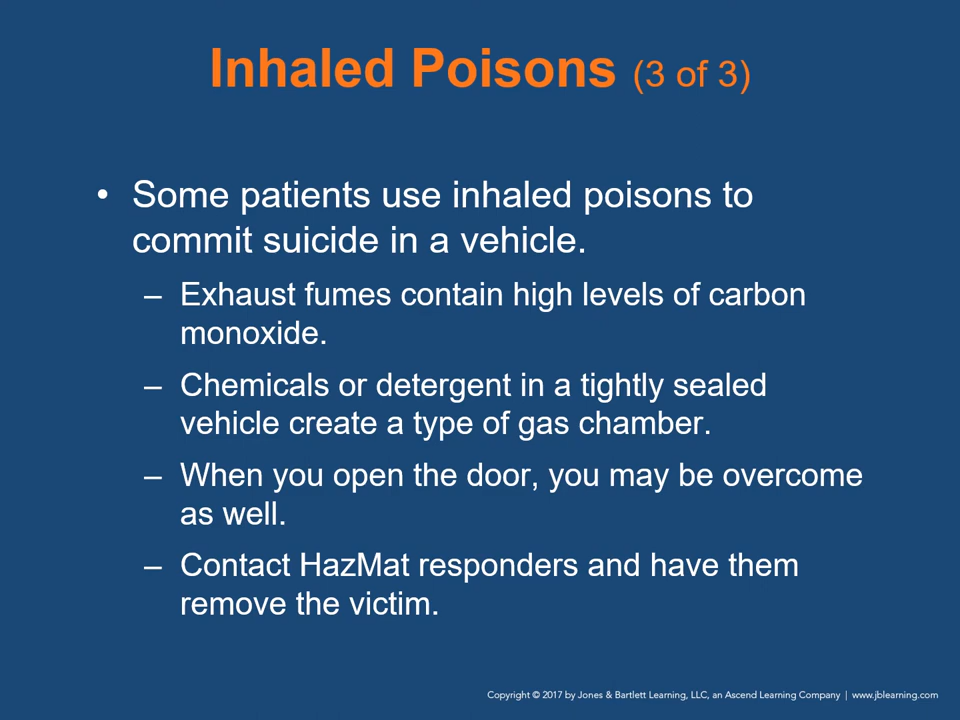 Inhaled Poisons (3 of 3)
• Some patients use inhaled poisons to
commit suicide in a vehicle.
– Exhaust fumes contain high levels of carbon
monoxide.
– Chemicals or detergent in a tightly sealed
vehicle create a type of gas chamber.
– When you open the door, you may be overcome
as well.
– Contact HazMat responders and have them
remove the victim.
Copyright © 2017 by Jones & Bartlett Learning, LLC, an Ascend Learning Company | www.jblearning.com